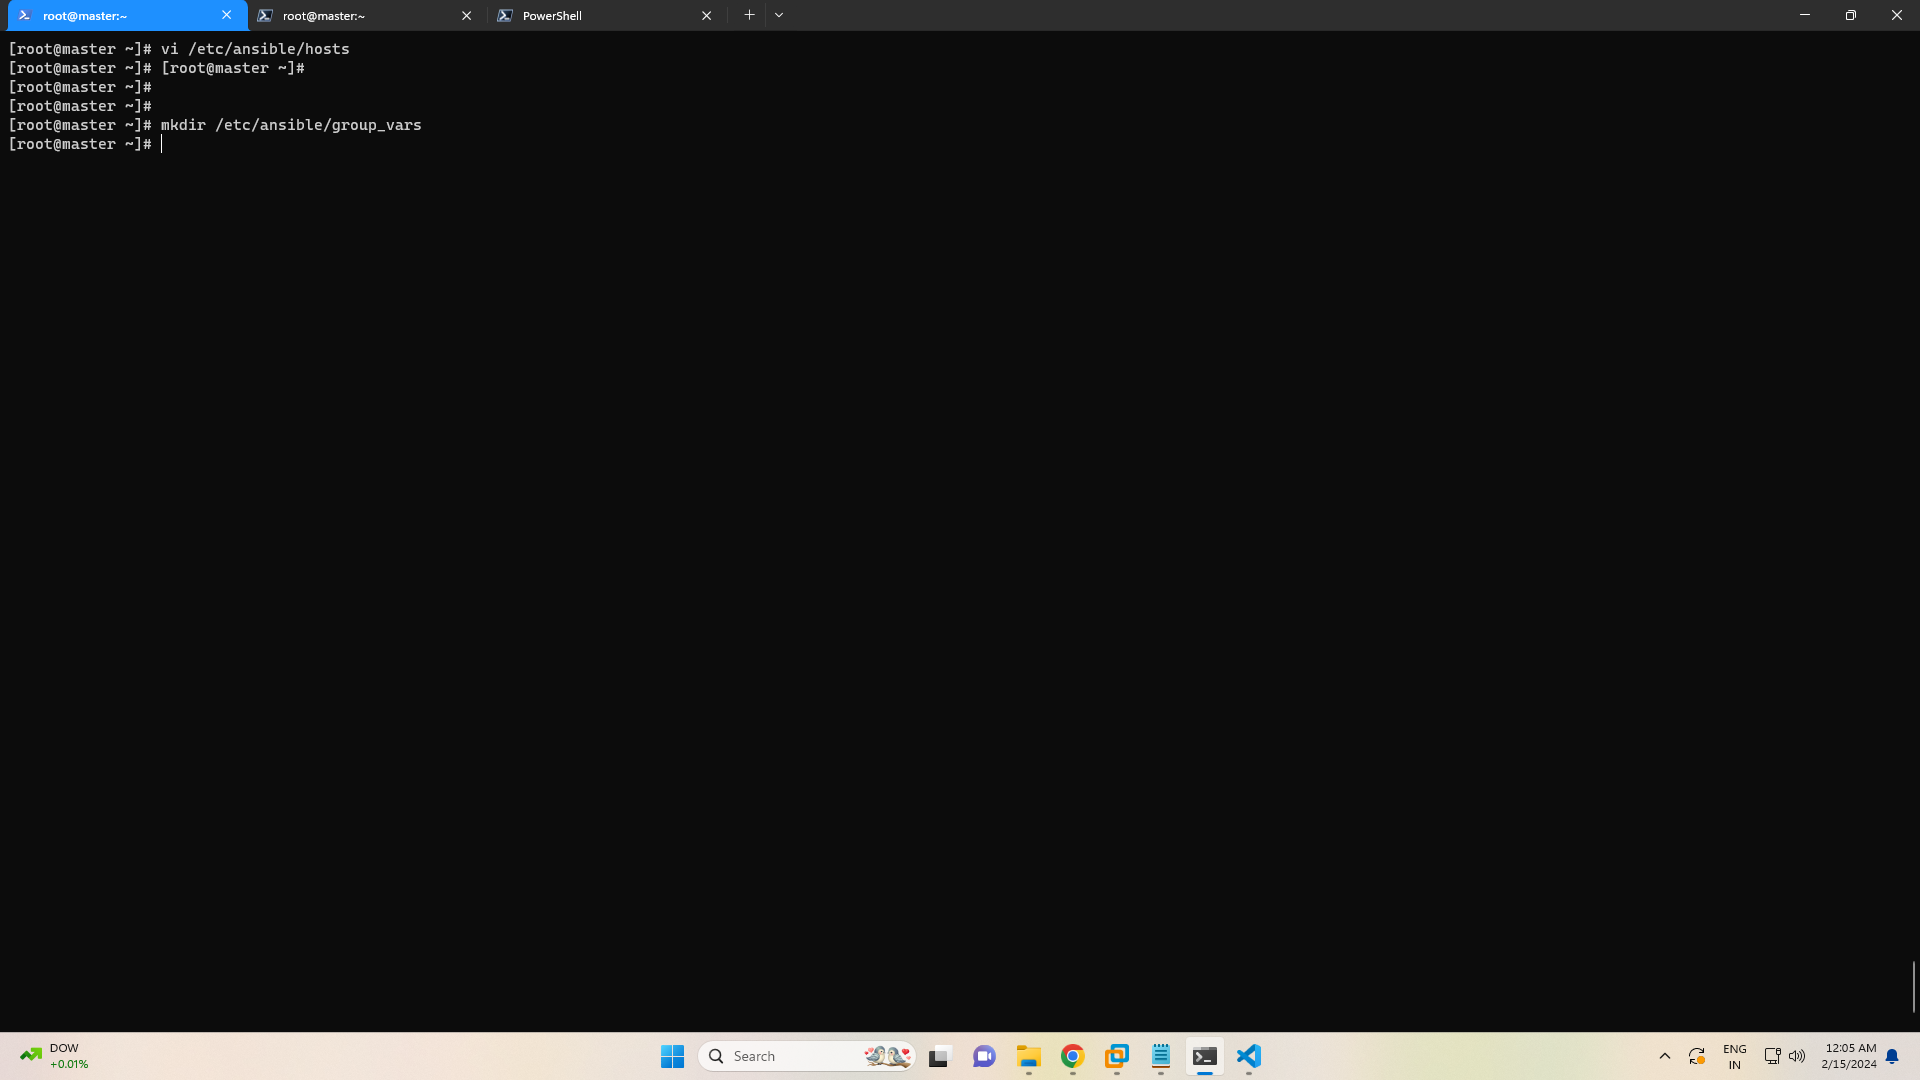 root@master:~
root@master:~
PowerShell
[root@master ~]# vi /etc/ansible/hosts
[root@master ~]# [root@master ~]#
[root@master ~]#
[root@master ~]#
[root@master ~]# mkdir /etc/ansible/group_vars
[root@master ~]#
DOW
+0.01%
Search
ENG
IN
12:05 AM
2/15/2024